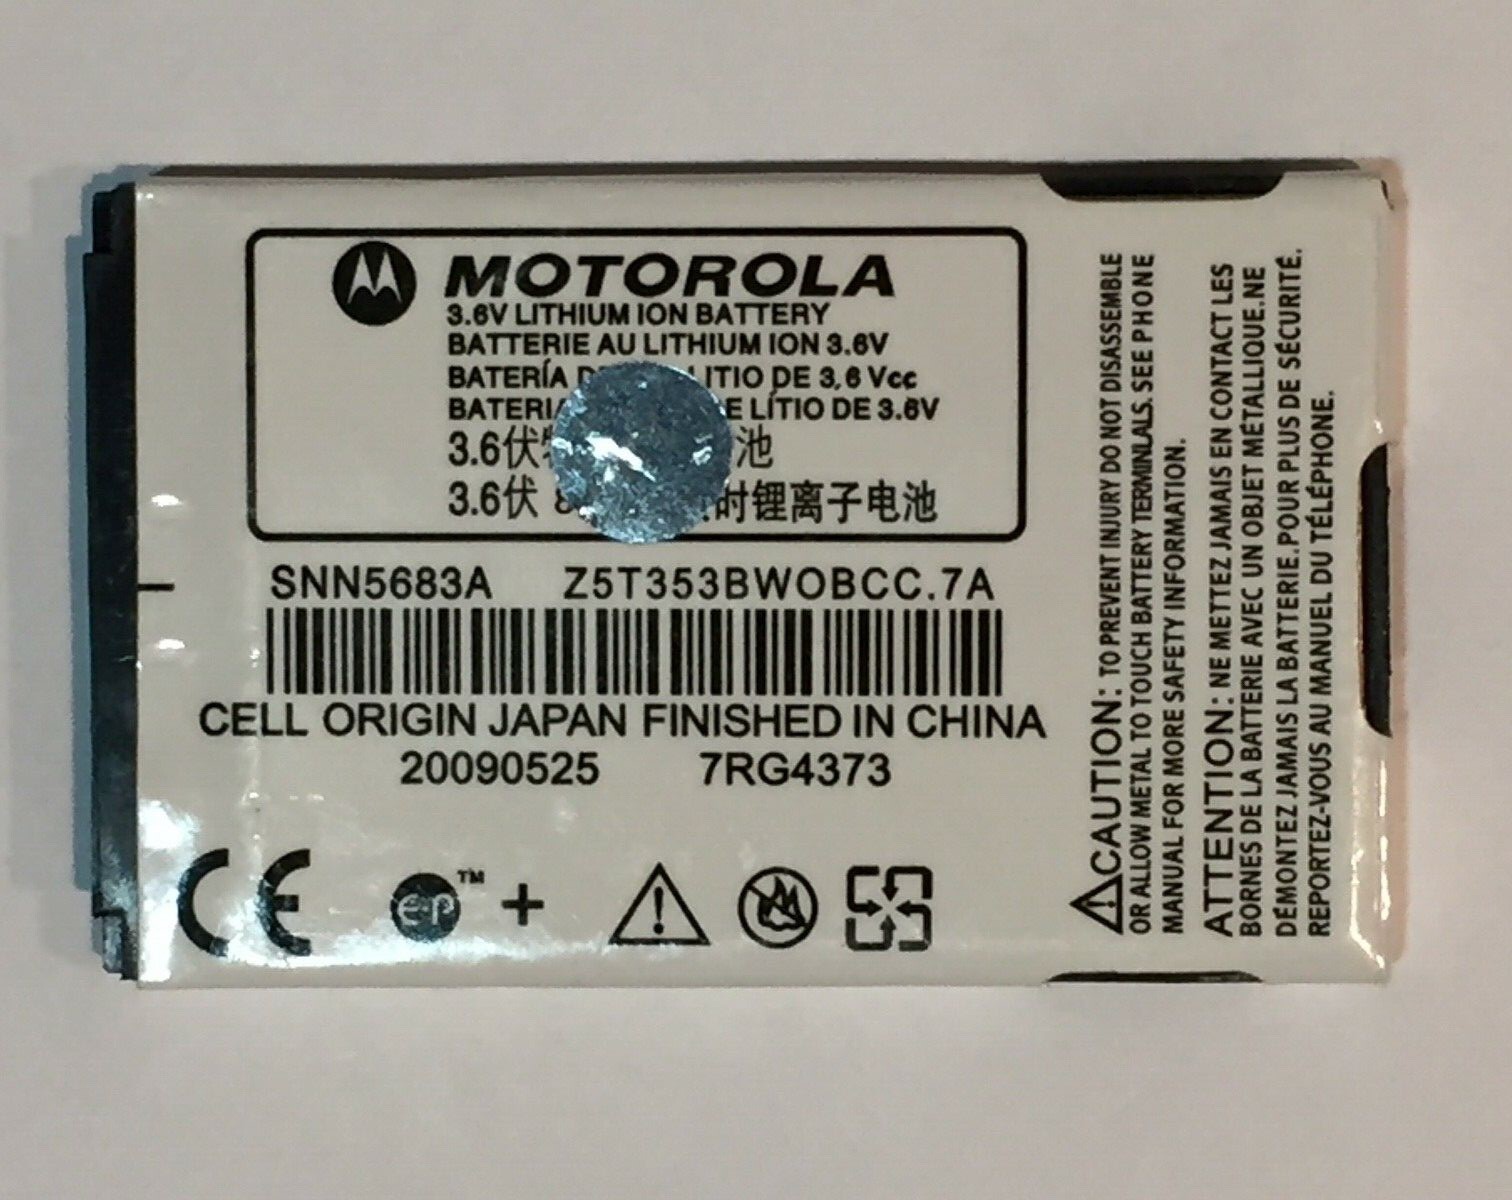 MOTOROLA
3.6V LITHIUM ION BATTERY
BATTERIE AU LITHIUM ION 3.6V
BATERÍA LITIO DE 3,6 Vcc
LÍTIO DE 3.6V
3.6伏 池
3.6伏 时锂离子电池
SNN5683A Z5T353BWOBCC.7A
CELL ORIGIN JAPAN FINISHED IN CHINA
20090525 7RG4373
CE
ep™ +
CAUTION: TO PREVENT INJURY DO NOT DISASSEMBLE
OR ALLOW METAL TO TOUCH BATTERY TERMINLALS. SEE PHONE
MANUAL FOR MORE SAFETY INFORMATION.
ATTENTION: NE METTEZ JAMAIS EN CONTACT LES
BORNES DE LA BATTERIE AVEC UN OBJET MÉTALLIQUE.NE
DÉMONTEZ JAMAIS LA BATTERIE.POUR PLUS DE SÉCURITÉ.
REPORTEZ-VOUS AU MANUEL DU TÉLÉPHONE.